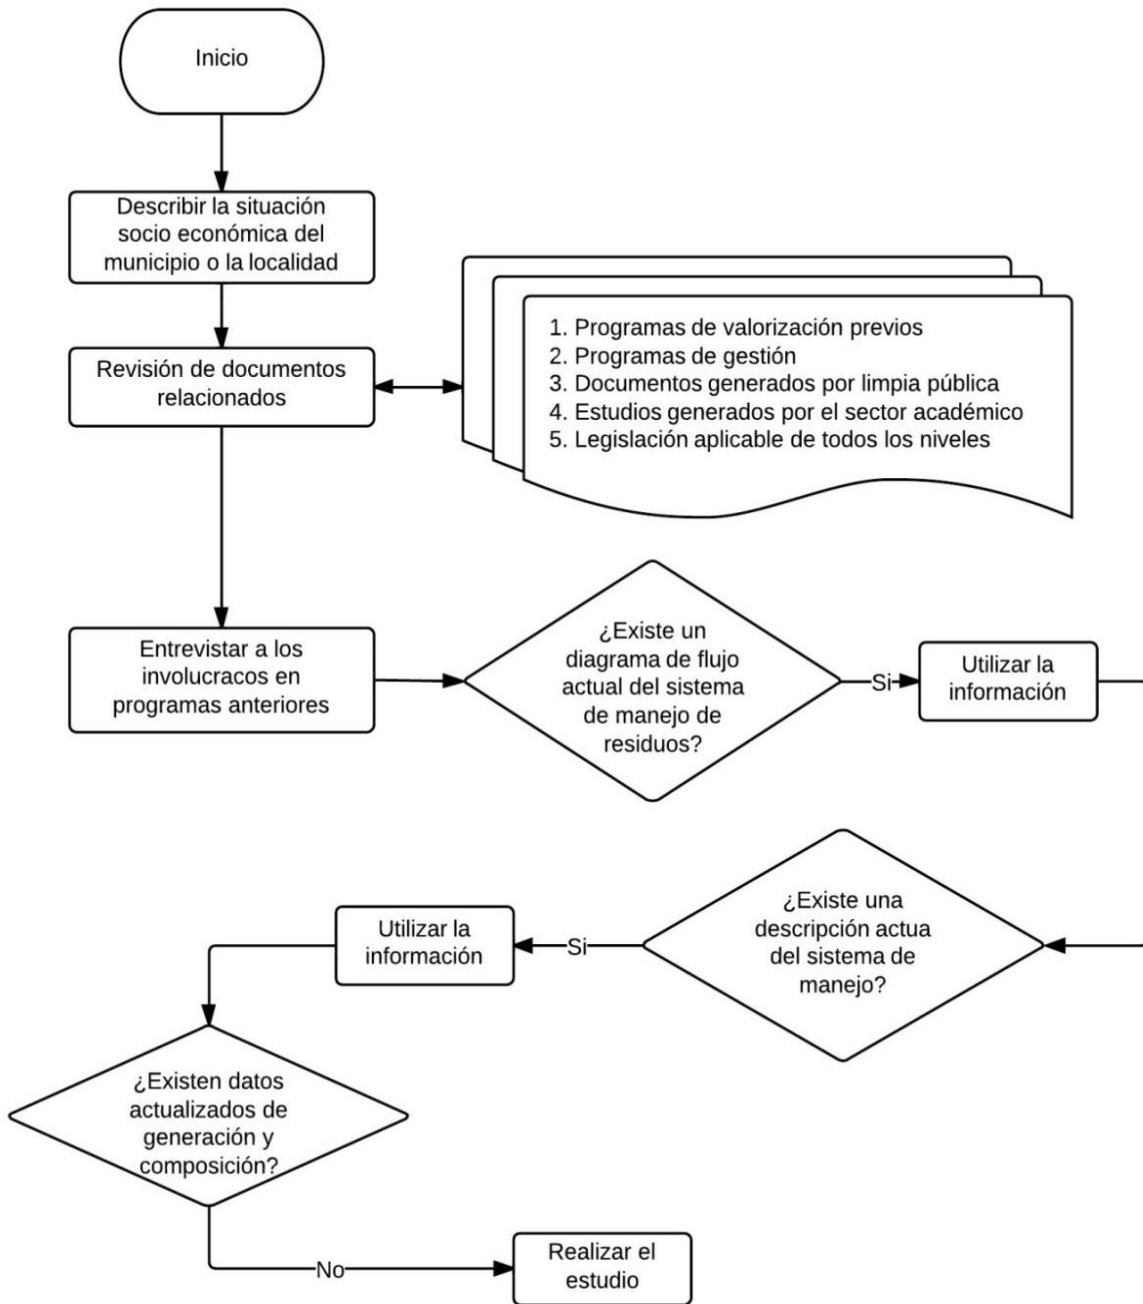 Inicio
Describir la situación
socio económica del
municipio o la localidad
Revisión de documentos
relacionados
1. Programas de valorización previos
2. Programas de gestión
3. Documentos generados por limpia pública
4. Estudios generados por el sector académico
5. Legislación aplicable de todos los niveles
Entrevistar a los
involucracos en
programas anteriores
¿Existe un
diagrama de flujo
actual del sistema
de manejo de
residuos?
Si
Utilizar la
información
¿Existe una
descripción actua
del sistema de
manejo?
Si
Utilizar la
información
¿Existen datos
actualizados de
generación y
composición?
No
Realizar el
estudio